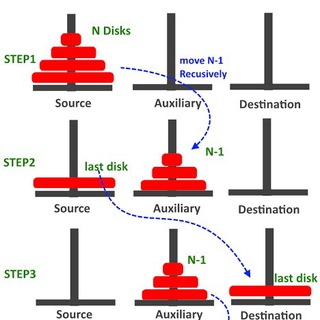 N Disks
STEP1
move N-1
Recusively
Source
Auxiliary
Destination
STEP2
last disk
N-1
Source
Auxiliary
Destination
STEP3
N-1
last disk
Source
Auxiliary
Destination